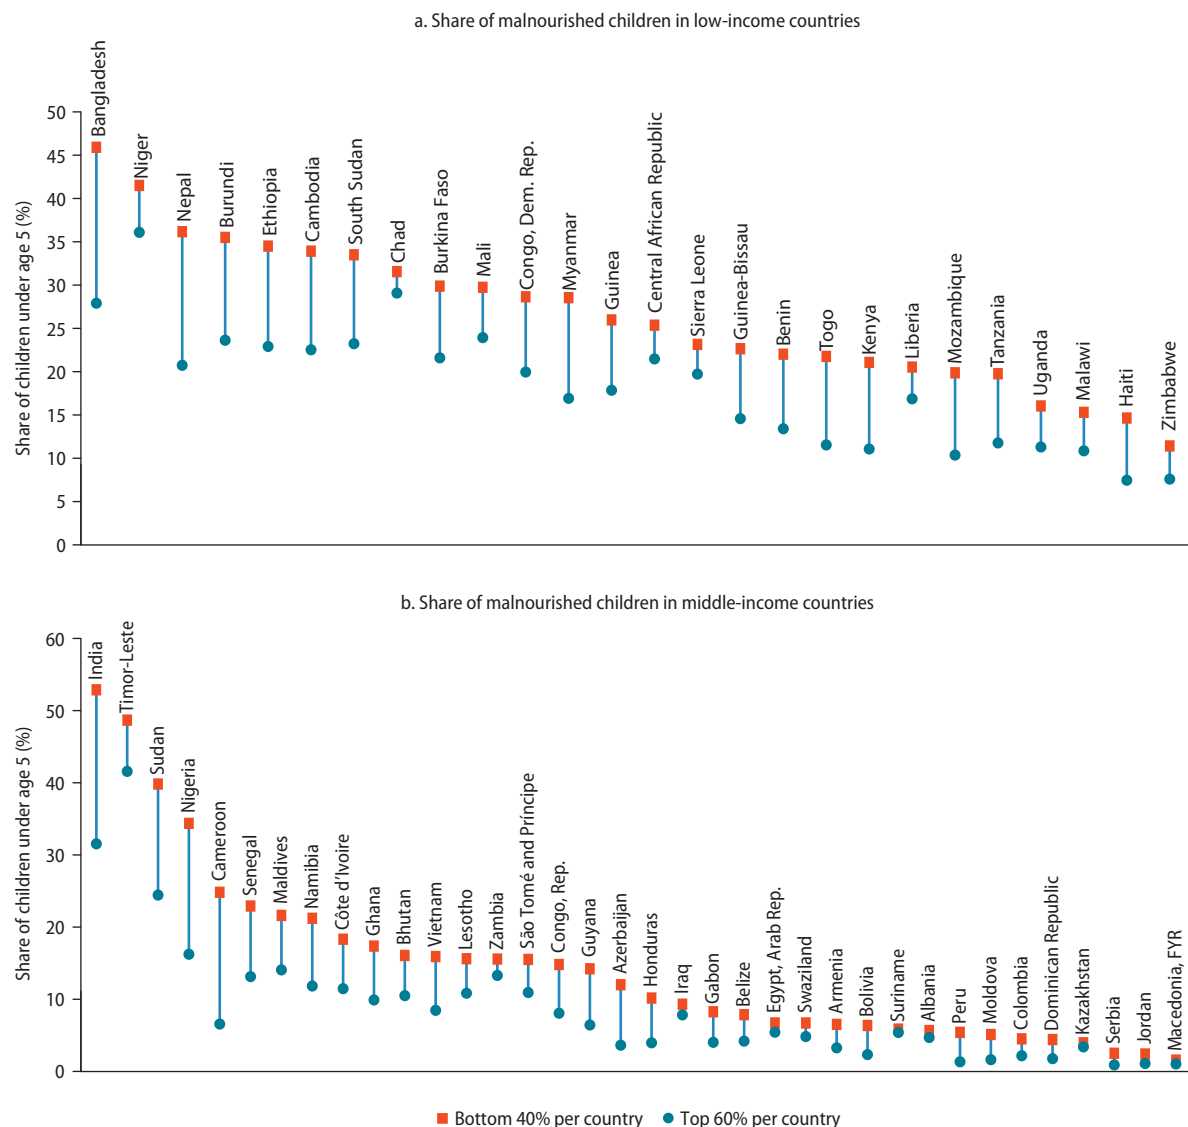 a. Share of malnourished children in low-income countries
Share of children under age 5 (%)
50
45
40
35
30
25
20
15
10
5
0
Bangladesh
Niger
Nepal
Burundi
Ethiopia
Cambodia
South Sudan
Chad
Burkina Faso
Mali
Congo, Dem. Rep.
Myanmar
Guinea
Central African Republic
Sierra Leone
Guinea-Bissau
Benin
Togo
Kenya
Liberia
Mozambique
Tanzania
Uganda
Malawi
Haiti
Zimbabwe
b. Share of malnourished children in middle-income countries
Share of children under age 5 (%)
60
50
40
30
20
10
0
India
Timor-Leste
Sudan
Nigeria
Cameroon
Senegal
Maldives
Namibia
Côte d'Ivoire
Ghana
Bhutan
Vietnam
Lesotho
Zambia
São Tomé and Príncipe
Congo, Rep.
Guyana
Azerbaijan
Honduras
Iraq
Gabon
Belize
Egypt, Arab Rep.
Swaziland
Armenia
Bolivia
Suriname
Albania
Peru
Moldova
Colombia
Dominican Republic
Kazakhstan
Serbia
Jordan
Macedonia, FYR
Bottom 40% per country
Top 60% per country